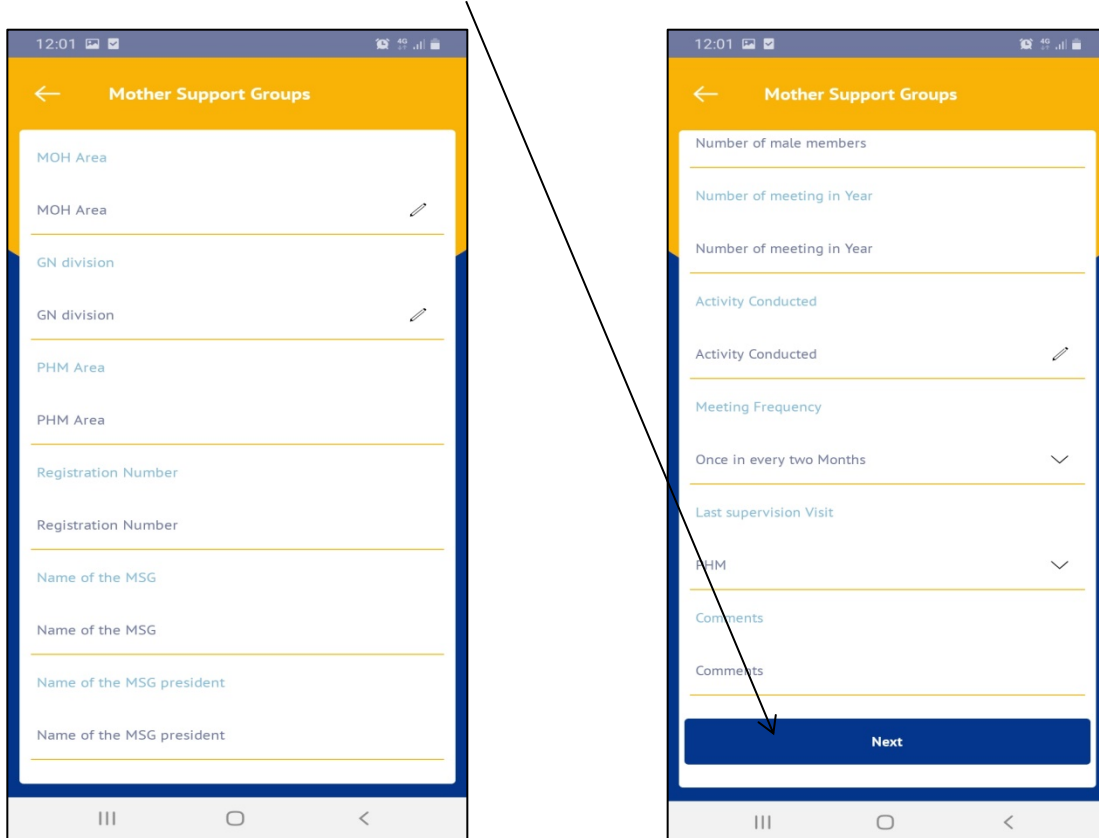 12:01
Mother Support Groups
MOH Area
MOH Area
GN division
GN division
PHM Area
PHM Area
Registration Number
Registration Number
Name of the MSG
Name of the MSG
Name of the MSG president
Name of the MSG president
12:01
4G
Mother Support Groups
Number of male members
Number of meeting in Year
Number of meeting in Year
Activity Conducted
Activity Conducted
Meeting Frequency
Once in every two Months
Last supervision Visit
PHM
Comments
Comments
Next